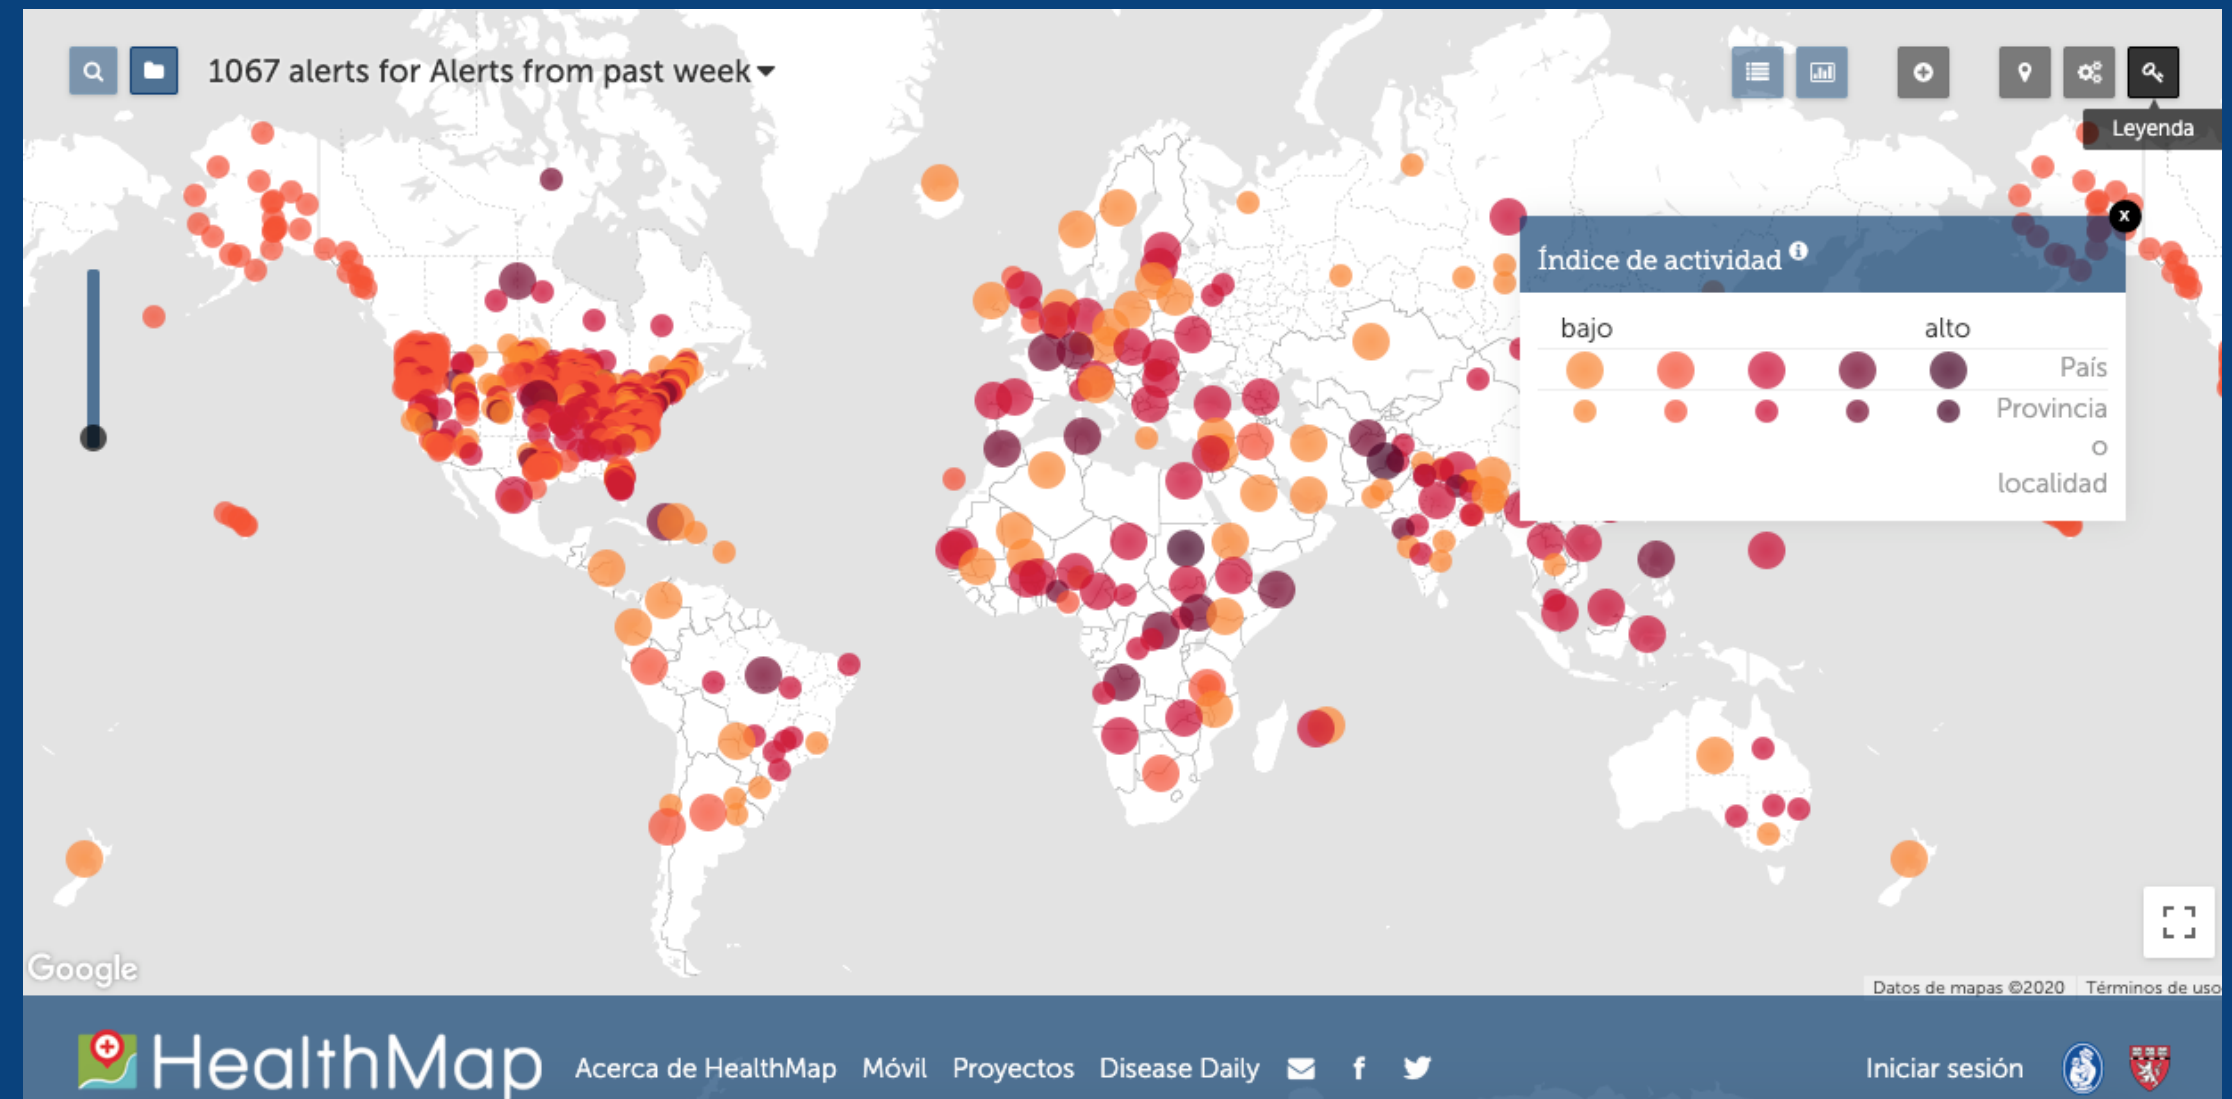 1067 alerts for Alerts from past week
Leyenda
x
Índice de actividad i
bajo alto
País
Provincia
o
localidad
Google
Datos de mapas ©2020 Términos de uso
HealthMap Acerca de HealthMap Móvil Proyectos Disease Daily Iniciar sesión